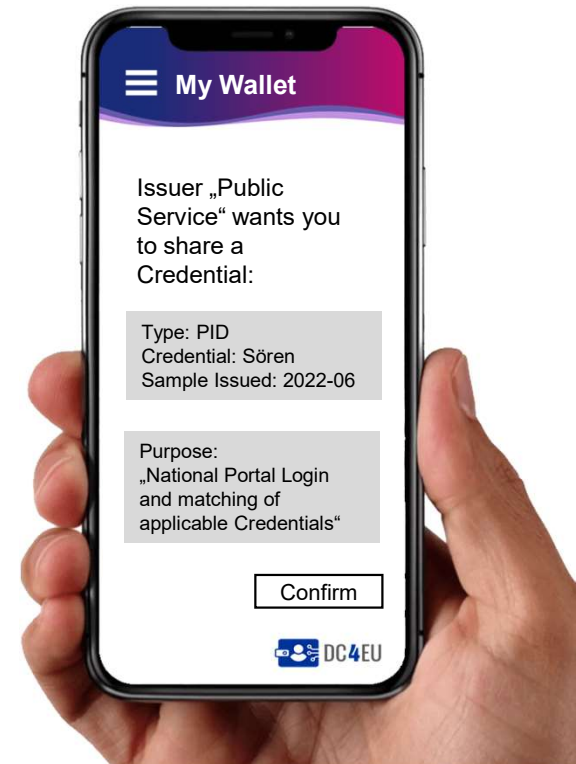 My Wallet
Issuer „Public
Service“ wants you
to share a
Credential:
Type: PID
Credential: Sören
Sample Issued: 2022-06
Purpose:
„National Portal Login
and matching of
applicable Credentials“
Confirm
DC4EU